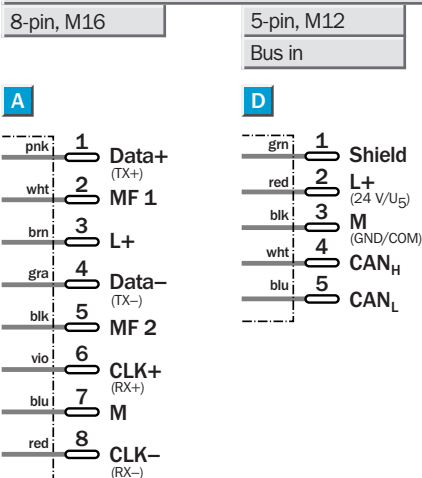 8-pin, M16
5-pin, M12
Bus in
A
pnk 1 Data+
(TX+)
wht 2 MF 1
brn 3 L+
gra 4 Data–
(TX–)
blk 5 MF 2
vio 6 CLK+
(RX+)
blu 7 M
red 8 CLK–
(RX–)
D
grn 1 Shield
red 2 L+
(24 V/U5)
blk 3 M
(GND/COM)
wht 4 CANH
blu 5 CANL